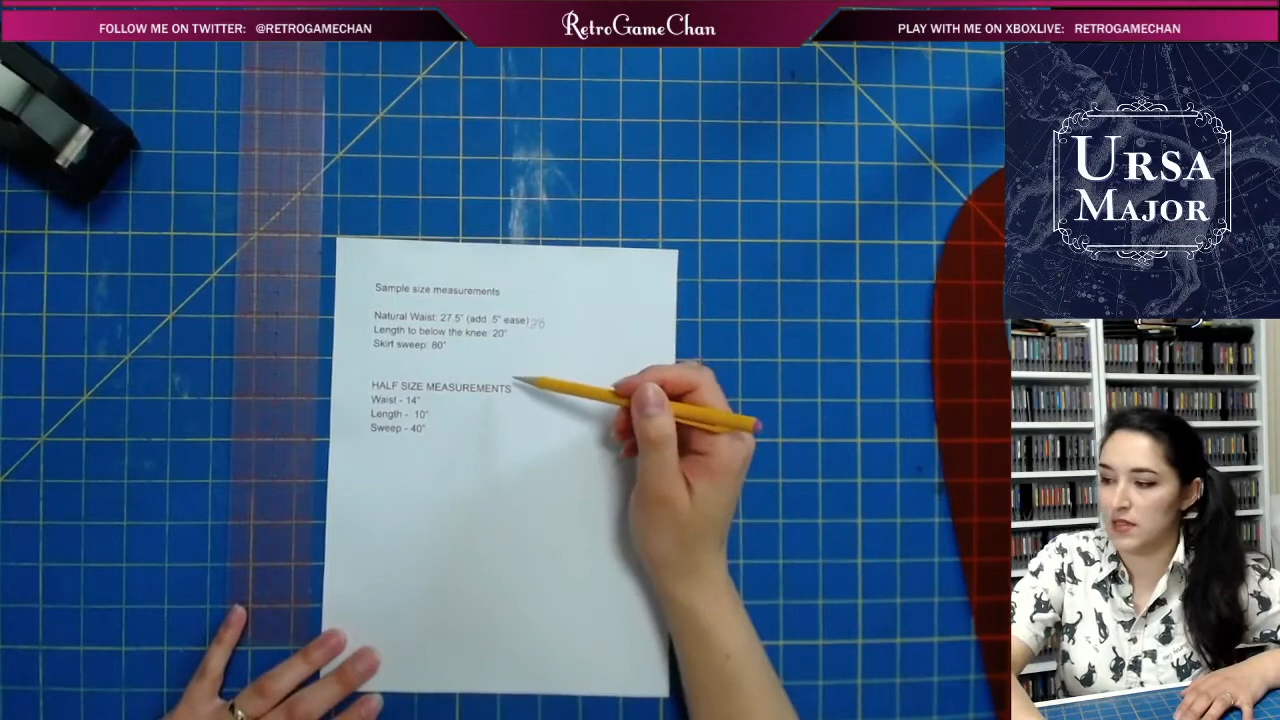 FOLLOW ME ON TWITTER: @RETROGAMECHAN
RetroGameChan
PLAY WITH ME ON XBOXLIVE: RETROGAMECHAN
URSA
MAJOR
Sample size measurements
Natural Waist: 27.5" (add .5" ease) 28
Length to below the knee: 20"
Skirt sweep: 80"
HALF SIZE MEASUREMENTS
Waist - 14"
Length - 10"
Sweep - 40"